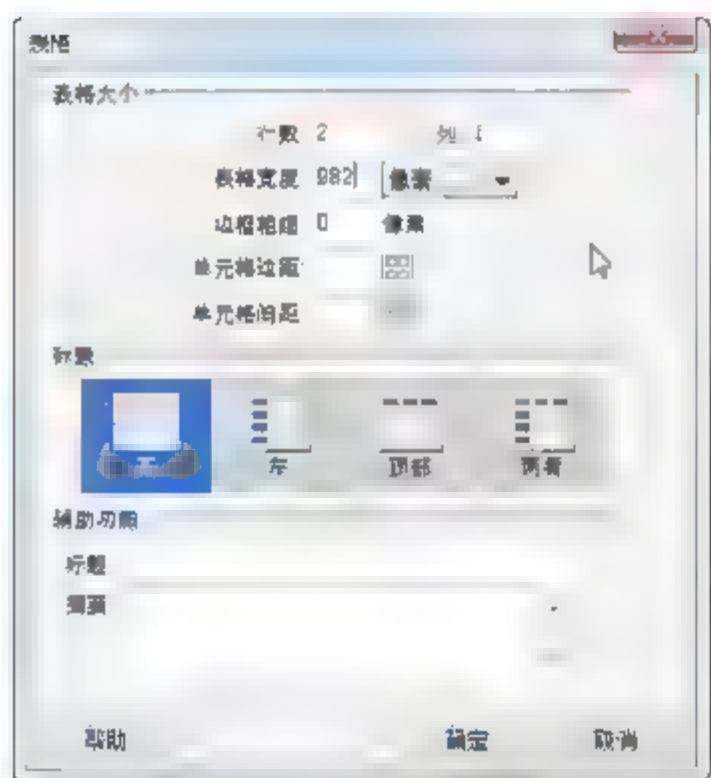 表格
表格大小
行数 2 列
表格宽度 982 像素
边框粗细 0 像素
单元格边距
单元格间距
标题
左 顶部 两者
辅助功能
标题
摘要
帮助 确定 取消